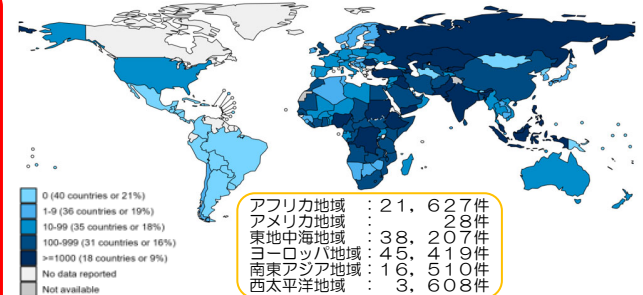 0 (40 countries or 21%)
1-9 (36 countries or 19%)
10-99 (35 countries or 18%)
100-999 (31 countries or 16%)
>=1000 (18 countries or 9%)
No data reported
Not available
アフリカ地域　：21，627件
アメリカ地域　：　　　28件
東地中海地域　：38，207件
ヨーロッパ地域：45，419件
南東アジア地域：16，510件
西太平洋地域　：　3，608件